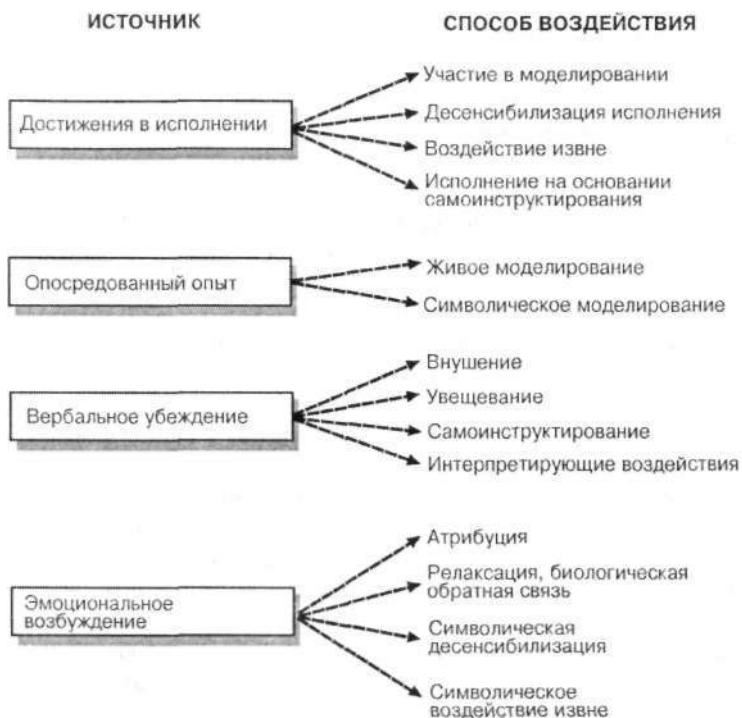 ИСТОЧНИК
СПОСОБ ВОЗДЕЙСТВИЯ
Достижения в исполнении
Участие в моделировании
Десенсибилизация исполнения
Воздействие извне
Исполнение на основании
самоинструктирования
Опосредованный опыт
Живое моделирование
Символическое моделирование
Вербальное убеждение
Внушение
Увещевание
Самоинструктирование
Интерпретирующие воздействия
Эмоциональное
возбуждение
Атрибуция
Релаксация, биологическая
обратная связь
Символическая
десенсибилизация
Символическое
воздействие извне